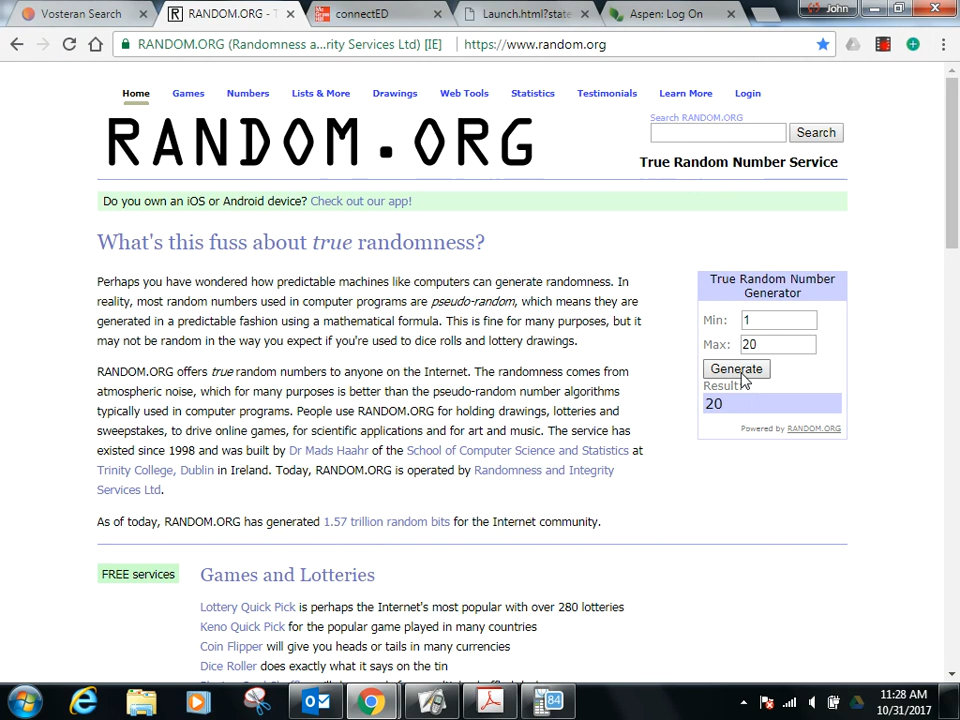 Vosteran Search
RANDOM.ORG - T
connectED
Launch.html?state
Aspen: Log On
John
RANDOM.ORG (Randomness a...rity Services Ltd) [IE]
https://www.random.org
Home
Games
Numbers
Lists & More
Drawings
Web Tools
Statistics
Testimonials
Learn More
Login
RANDOM.ORG
Search RANDOM.ORG
Search
True Random Number Service
Do you own an iOS or Android device? Check out our app!
What's this fuss about true randomness?
Perhaps you have wondered how predictable machines like computers can generate randomness. In
reality, most random numbers used in computer programs are pseudo-random, which means they are
generated in a predictable fashion using a mathematical formula. This is fine for many purposes, but it
may not be random in the way you expect if you're used to dice rolls and lottery drawings.
RANDOM.ORG offers true random numbers to anyone on the Internet. The randomness comes from
atmospheric noise, which for many purposes is better than the pseudo-random number algorithms
typically used in computer programs. People use RANDOM.ORG for holding drawings, lotteries and
sweepstakes, to drive online games, for scientific applications and for art and music. The service has
existed since 1998 and was built by Dr Mads Haahr of the School of Computer Science and Statistics at
Trinity College, Dublin in Ireland. Today, RANDOM.ORG is operated by Randomness and Integrity
Services Ltd.
As of today, RANDOM.ORG has generated 1.57 trillion random bits for the Internet community.
True Random Number
Generator
Min: 1
Max: 20
Generate
Result:
20
Powered by RANDOM.ORG
FREE services
Games and Lotteries
Lottery Quick Pick is perhaps the Internet's most popular with over 280 lotteries
Keno Quick Pick for the popular game played in many countries
Coin Flipper will give you heads or tails in many currencies
Dice Roller does exactly what it says on the tin
84
11:28 AM
10/31/2017